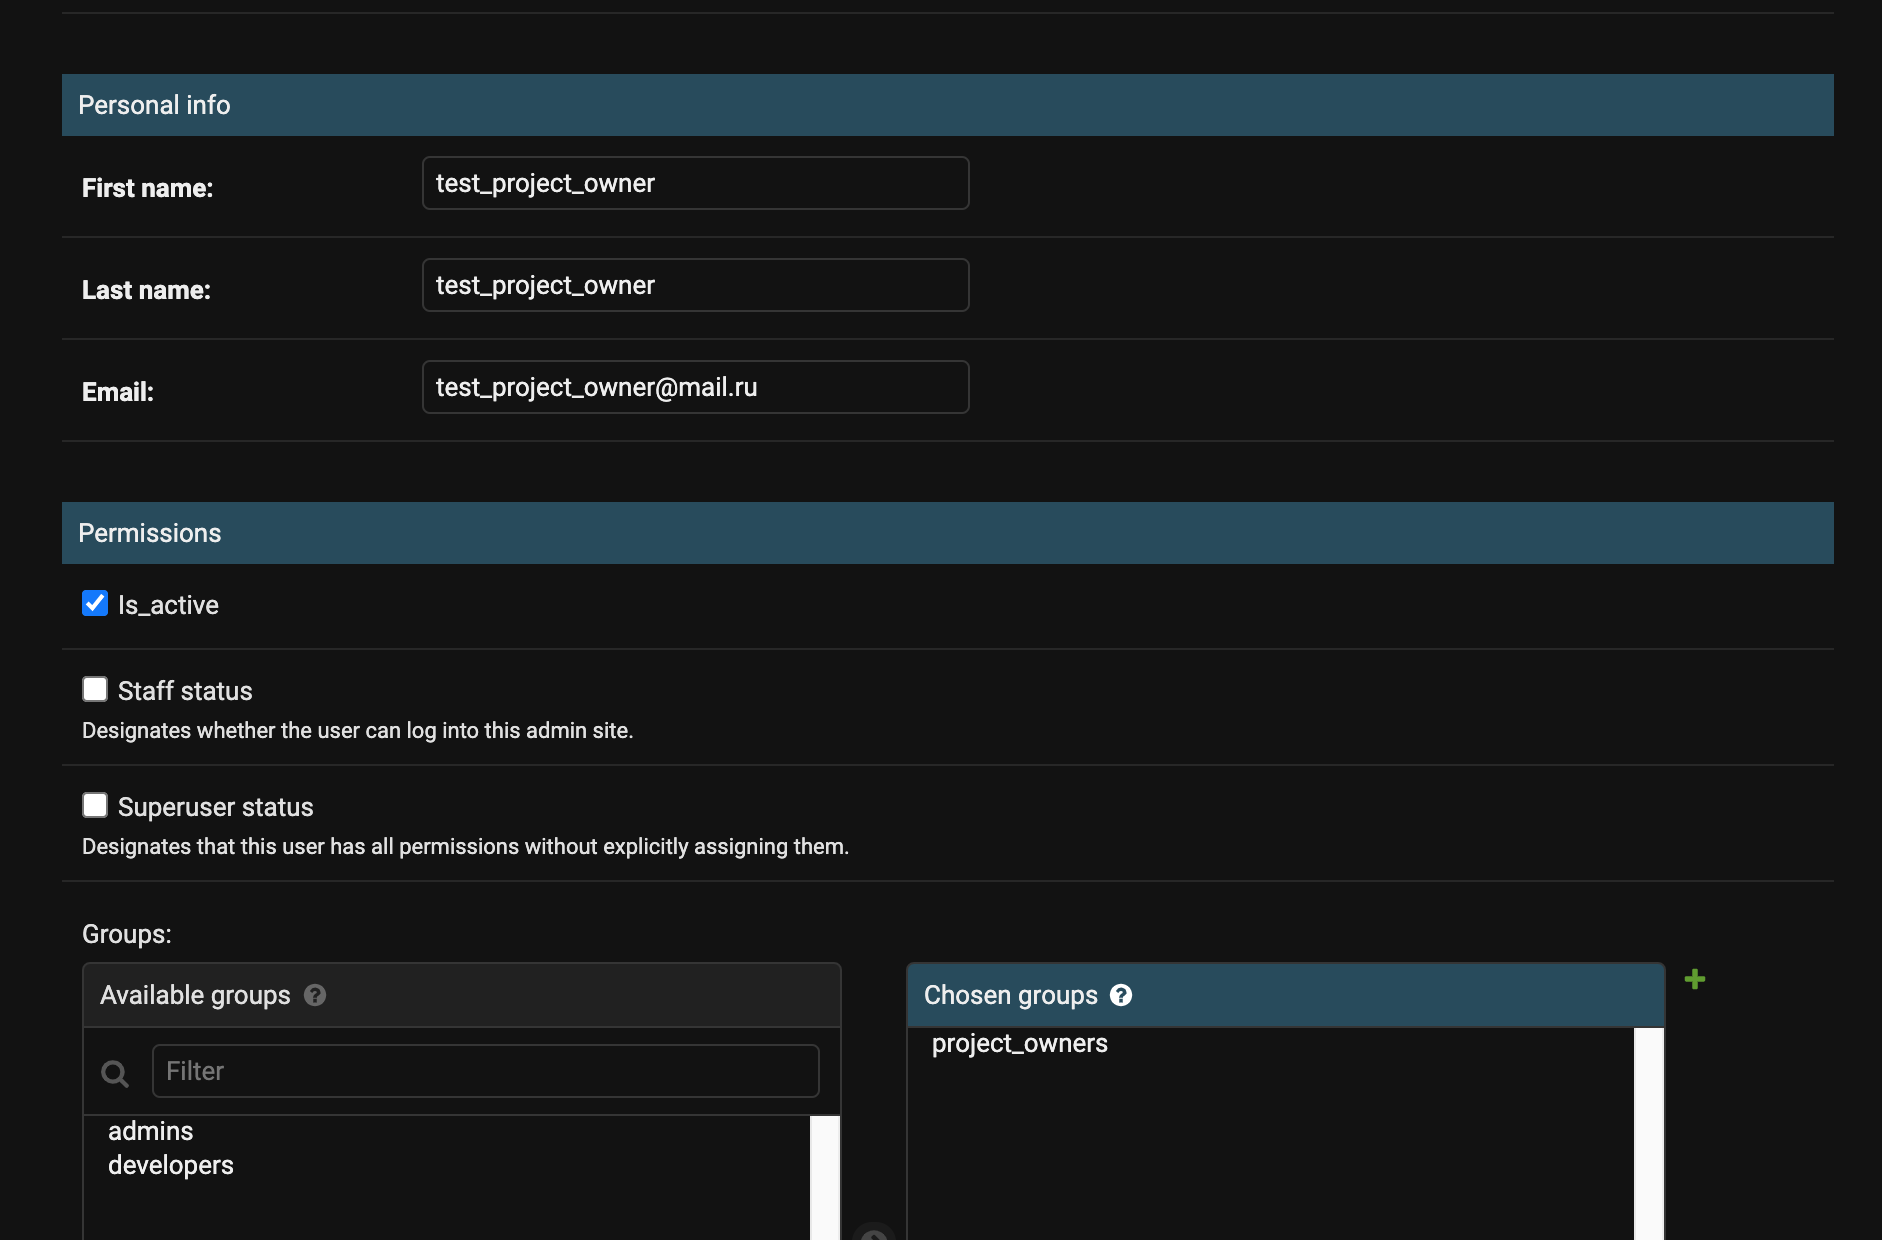 Personal info
First name: test_project_owner
Last name: test_project_owner
Email: test_project_owner@mail.ru
Permissions
Is_active
Staff status
Designates whether the user can log into this admin site.
Superuser status
Designates that this user has all permissions without explicitly assigning them.
Groups:
Available groups ?
Filter
admins
developers
Chosen groups ?
project_owners